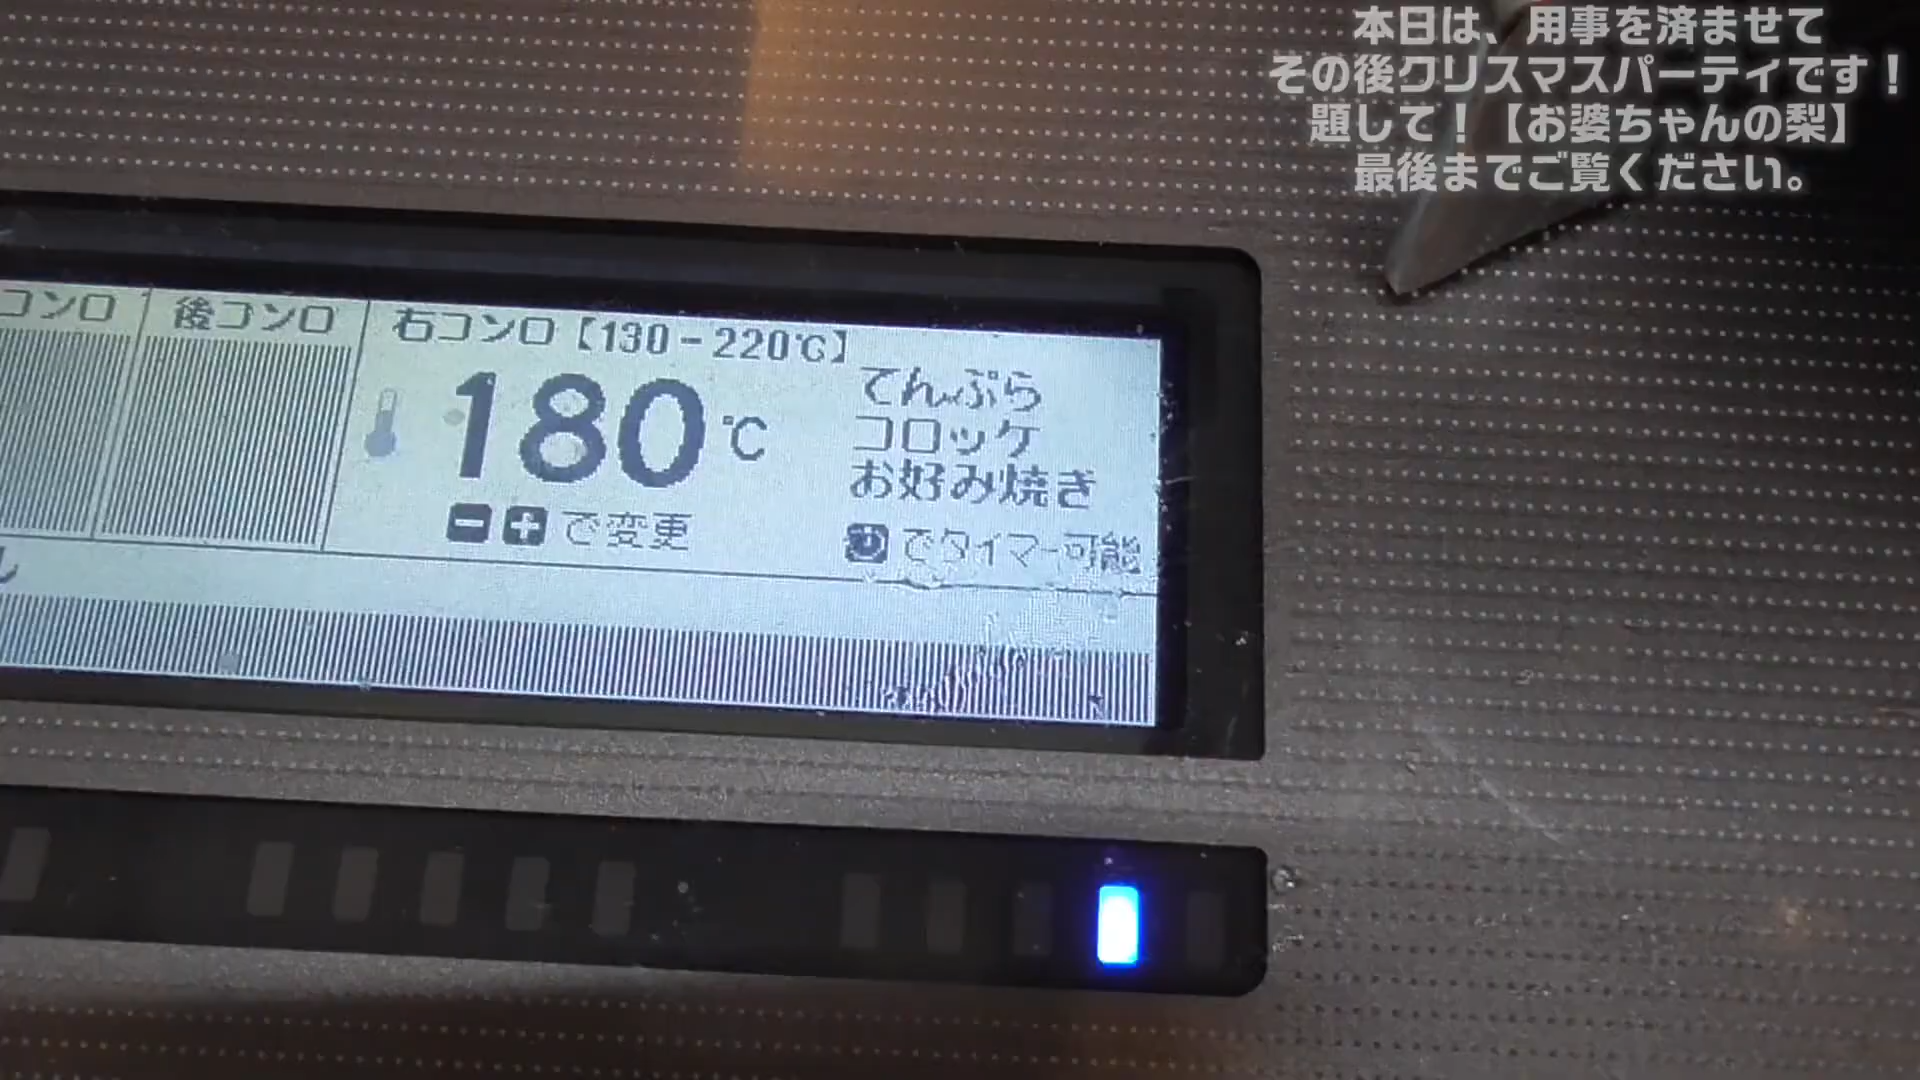 本日は、用事を済ませて
その後クリスマスパーティです！
題して！【お婆ちゃんの梨】
最後までご覧ください。
コンロ
後コンロ
右コンロ【130-220℃】
180℃
てんぷら
コロッケ
お好み焼き
− + で変更
でタイマー可能
し